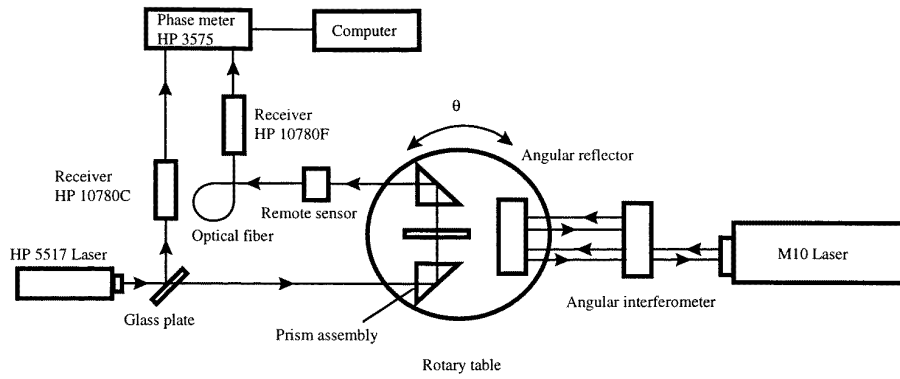 Phase meter
HP 3575
Computer
Receiver
HP 10780F
θ
Angular reflector
Receiver
HP 10780C
Remote sensor
Optical fiber
HP 5517 Laser
M10 Laser
Glass plate
Angular interferometer
Prism assembly
Rotary table